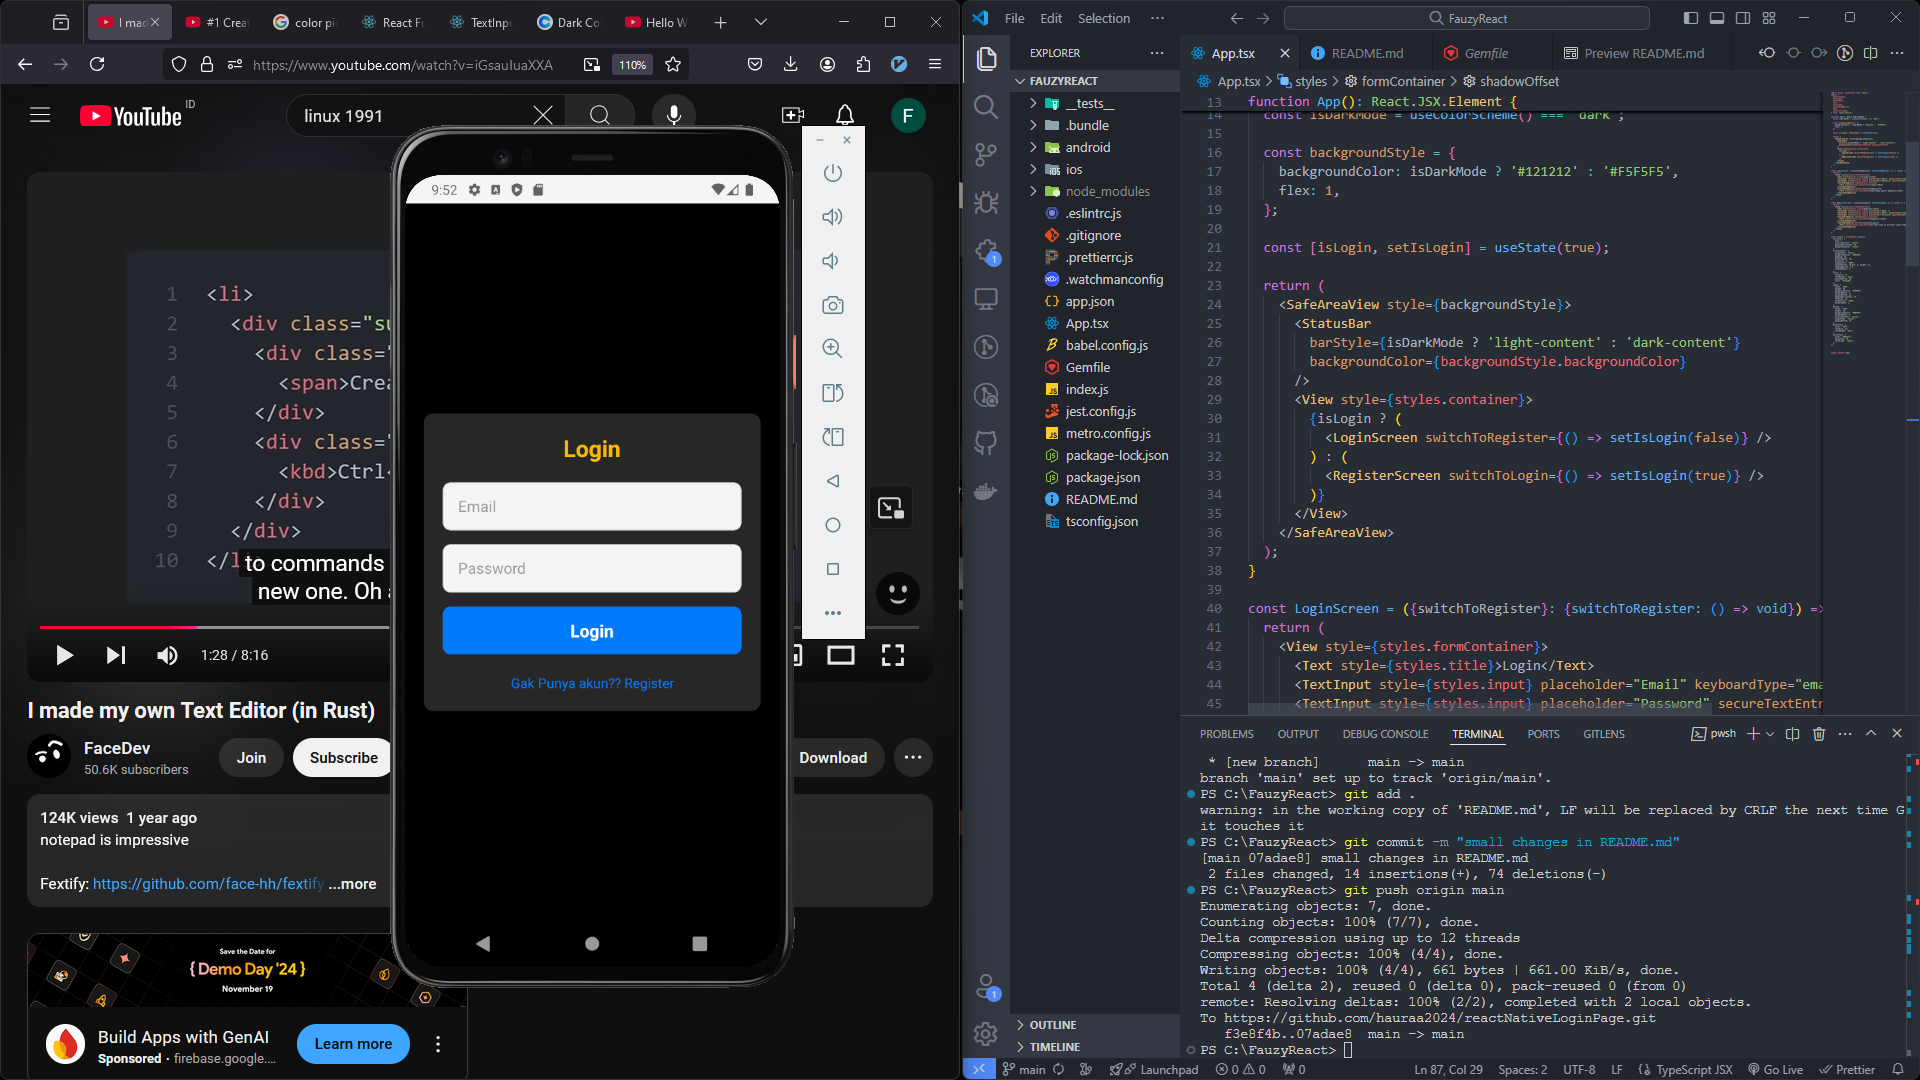 I mad
#1 Crea
color pi
React Fu
TextInpu
Dark Co
Hello W
https://www.youtube.com/watch?v=iGsauIuaXXA
110%
YouTube
ID
linux 1991
F
1 <li>
2 <div class="su
3 <div class="
4 <span>Crea
5 </div>
6 <div class="
7 <kbd>Ctrl<
8 </div>
9 </div>
10 </li
to commands
new one. Oh a
1:28 / 8:16
I made my own Text Editor (in Rust)
FaceDev
50.6K subscribers
Join
Subscribe
Download
124K views 1 year ago
notepad is impressive
Fextify: https://github.com/face-hh/fextify ...more
Save the Date for
{ Demo Day '24 }
November 19
Build Apps with GenAI
Sponsored · firebase.google....
Learn more
9:52
Login
Email
Password
Login
Gak Punya akun?? Register
File
Edit
Selection
FauzyReact
EXPLORER
FAUZYREACT
__tests__
.bundle
android
ios
node_modules
.eslintrc.js
.gitignore
.prettierrc.js
.watchmanconfig
app.json
App.tsx
babel.config.js
Gemfile
index.js
jest.config.js
metro.config.js
package-lock.json
package.json
README.md
tsconfig.json
OUTLINE
TIMELINE
App.tsx
README.md
Gemfile
Preview README.md
App.tsx > styles > formContainer > shadowOffset
13 function App(): React.JSX.Element {
14 const isDarkMode = useColorScheme() === 'dark';
15
16 const backgroundStyle = {
17 backgroundColor: isDarkMode ? '#121212' : '#F5F5F5',
18 flex: 1,
19 };
20
21 const [isLogin, setIsLogin] = useState(true);
22
23 return (
24 <SafeAreaView style={backgroundStyle}>
25 <StatusBar
26 barStyle={isDarkMode ? 'light-content' : 'dark-content'}
27 backgroundColor={backgroundStyle.backgroundColor}
28 />
29 <View style={styles.container}>
30 {isLogin ? (
31 <LoginScreen switchToRegister={() => setIsLogin(false)} />
32 ) : (
33 <RegisterScreen switchToLogin={() => setIsLogin(true)} />
34 )}
35 </View>
36 </SafeAreaView>
37 );
38 }
39
40 const LoginScreen = ({switchToRegister}: {switchToRegister: () => void}) =>
41 return (
42 <View style={styles.formContainer}>
43 <Text style={styles.title}>Login</Text>
44 <TextInput style={styles.input} placeholder="Email" keyboardType="ema
45 <TextInput style={styles.input} placeholder="Password" secureTextEntr
PROBLEMS
OUTPUT
DEBUG CONSOLE
TERMINAL
PORTS
GITLENS
pwsh
* [new branch] main -> main
branch 'main' set up to track 'origin/main'.
PS C:\FauzyReact> git add .
warning: in the working copy of 'README.md', LF will be replaced by CRLF the next time G
it touches it
PS C:\FauzyReact> git commit -m "small changes in README.md"
[main 07adae8] small changes in README.md
2 files changed, 14 insertions(+), 74 deletions(-)
PS C:\FauzyReact> git push origin main
Enumerating objects: 7, done.
Counting objects: 100% (7/7), done.
Delta compression using up to 12 threads
Compressing objects: 100% (4/4), done.
Writing objects: 100% (4/4), 661 bytes | 661.00 KiB/s, done.
Total 4 (delta 2), reused 0 (delta 0), pack-reused 0 (from 0)
remote: Resolving deltas: 100% (2/2), completed with 2 local objects.
To https://github.com/hauraa2024/reactNativeLoginPage.git
f3e8f4b..07adae8 main -> main
PS C:\FauzyReact>
main
Launchpad
0 0
0
Ln 87, Col 29
Spaces: 2
UTF-8
LF
TypeScript JSX
Go Live
Prettier